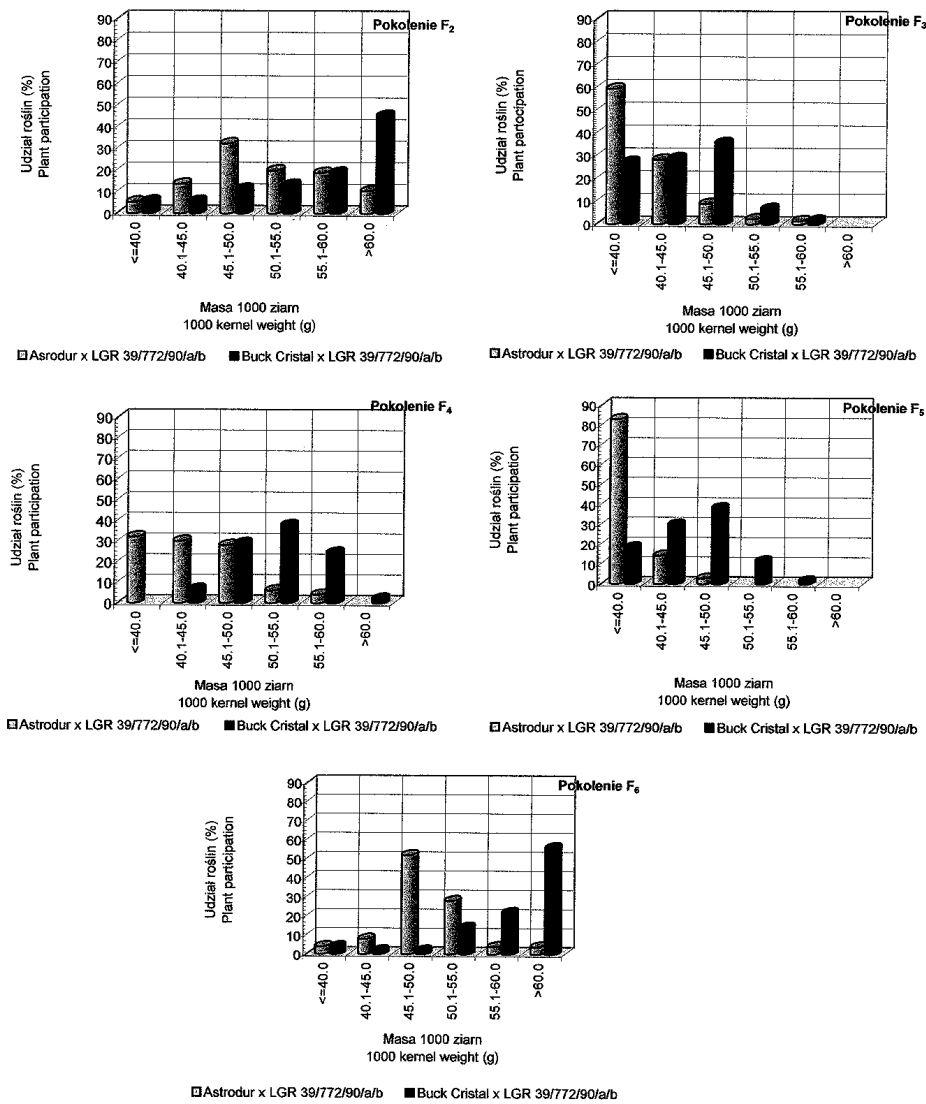 Pokolenie F₂
Udział roślin (%)
Plant participation
90
80
70
60
50
40
30
20
10
0
<=40.0
40.1-45.0
45.1-50.0
50.1-55.0
55.1-60.0
>60.0
Masa 1000 ziarn
1000 kernel weight (g)
Asrodur x LGR 39/772/90/a/b Buck Cristal x LGR 39/772/90/a/b
Pokolenie F₃
Udział roślin (%)
Plant partocipation
90
80
70
60
50
40
30
20
10
0
<=40.0
40.1-45.0
45.1-50.0
50.1-55.0
55.1-60.0
>60.0
Masa 1000 ziarn
1000 kernel weight (g)
Astrodur x LGR 39/772/90/a/b Buck Cristal x LGR 39/772/90/a/b
Pokolenie F₄
Udział roślin (%)
Plant participation
90
80
70
60
50
40
30
20
10
0
<=40.0
40.1-45.0
45.1-50.0
50.1-55.0
55.1-60.0
>60.0
Masa 1000 ziarn
1000 kernel weight (g)
Astrodur x LGR 39/772/90/a/b Buck Cristal x LGR 39/772/90/a/b
Pokolenie F₅
Udział roślin (%)
Plant participation
90
80
70
60
50
40
30
20
10
0
<=40.0
40.1-45.0
45.1-50.0
50.1-55.0
55.1-60.0
>60.0
Masa 1000 ziarn
1000 kernel weight (g)
Astrodur x LGR 39/772/90/a/b Buck Cristal x LGR 39/772/90/a/b
Pokolenie F₆
Udział roślin (%)
Plant participation
90
80
70
60
50
40
30
20
10
0
<=40.0
40.1-45.0
45.1-50.0
50.1-55.0
55.1-60.0
>60.0
Masa 1000 ziarn
1000 kernel weight (g)
Astrodur x LGR 39/772/90/a/b Buck Cristal x LGR 39/772/90/a/b